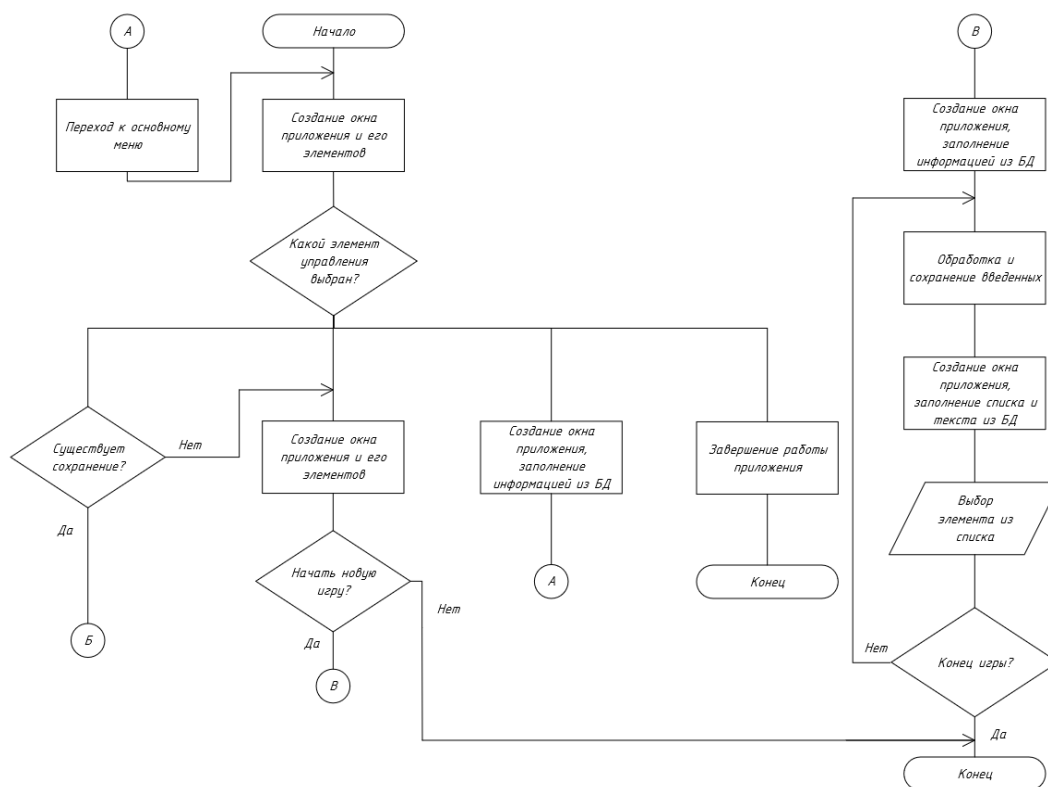 А
Начало
В
Переход к основному
меню
Создание окна
приложения и его
элементов
Создание окна
приложения,
заполнение
информацией из БД
Какой элемент
управления
выбран?
Обработка и
сохранение введенных
Создание окна
приложения,
заполнение списка и
текста из БД
Существует
сохранение?
Нет
Да
Создание окна
приложения и его
элементов
Создание окна
приложения,
заполнение
информацией из БД
Завершение работы
приложения
Выбор
элемента из
списка
Начать новую
игру?
Нет
Да
А
Конец
Б
В
Конец игры?
Нет
Да
Конец